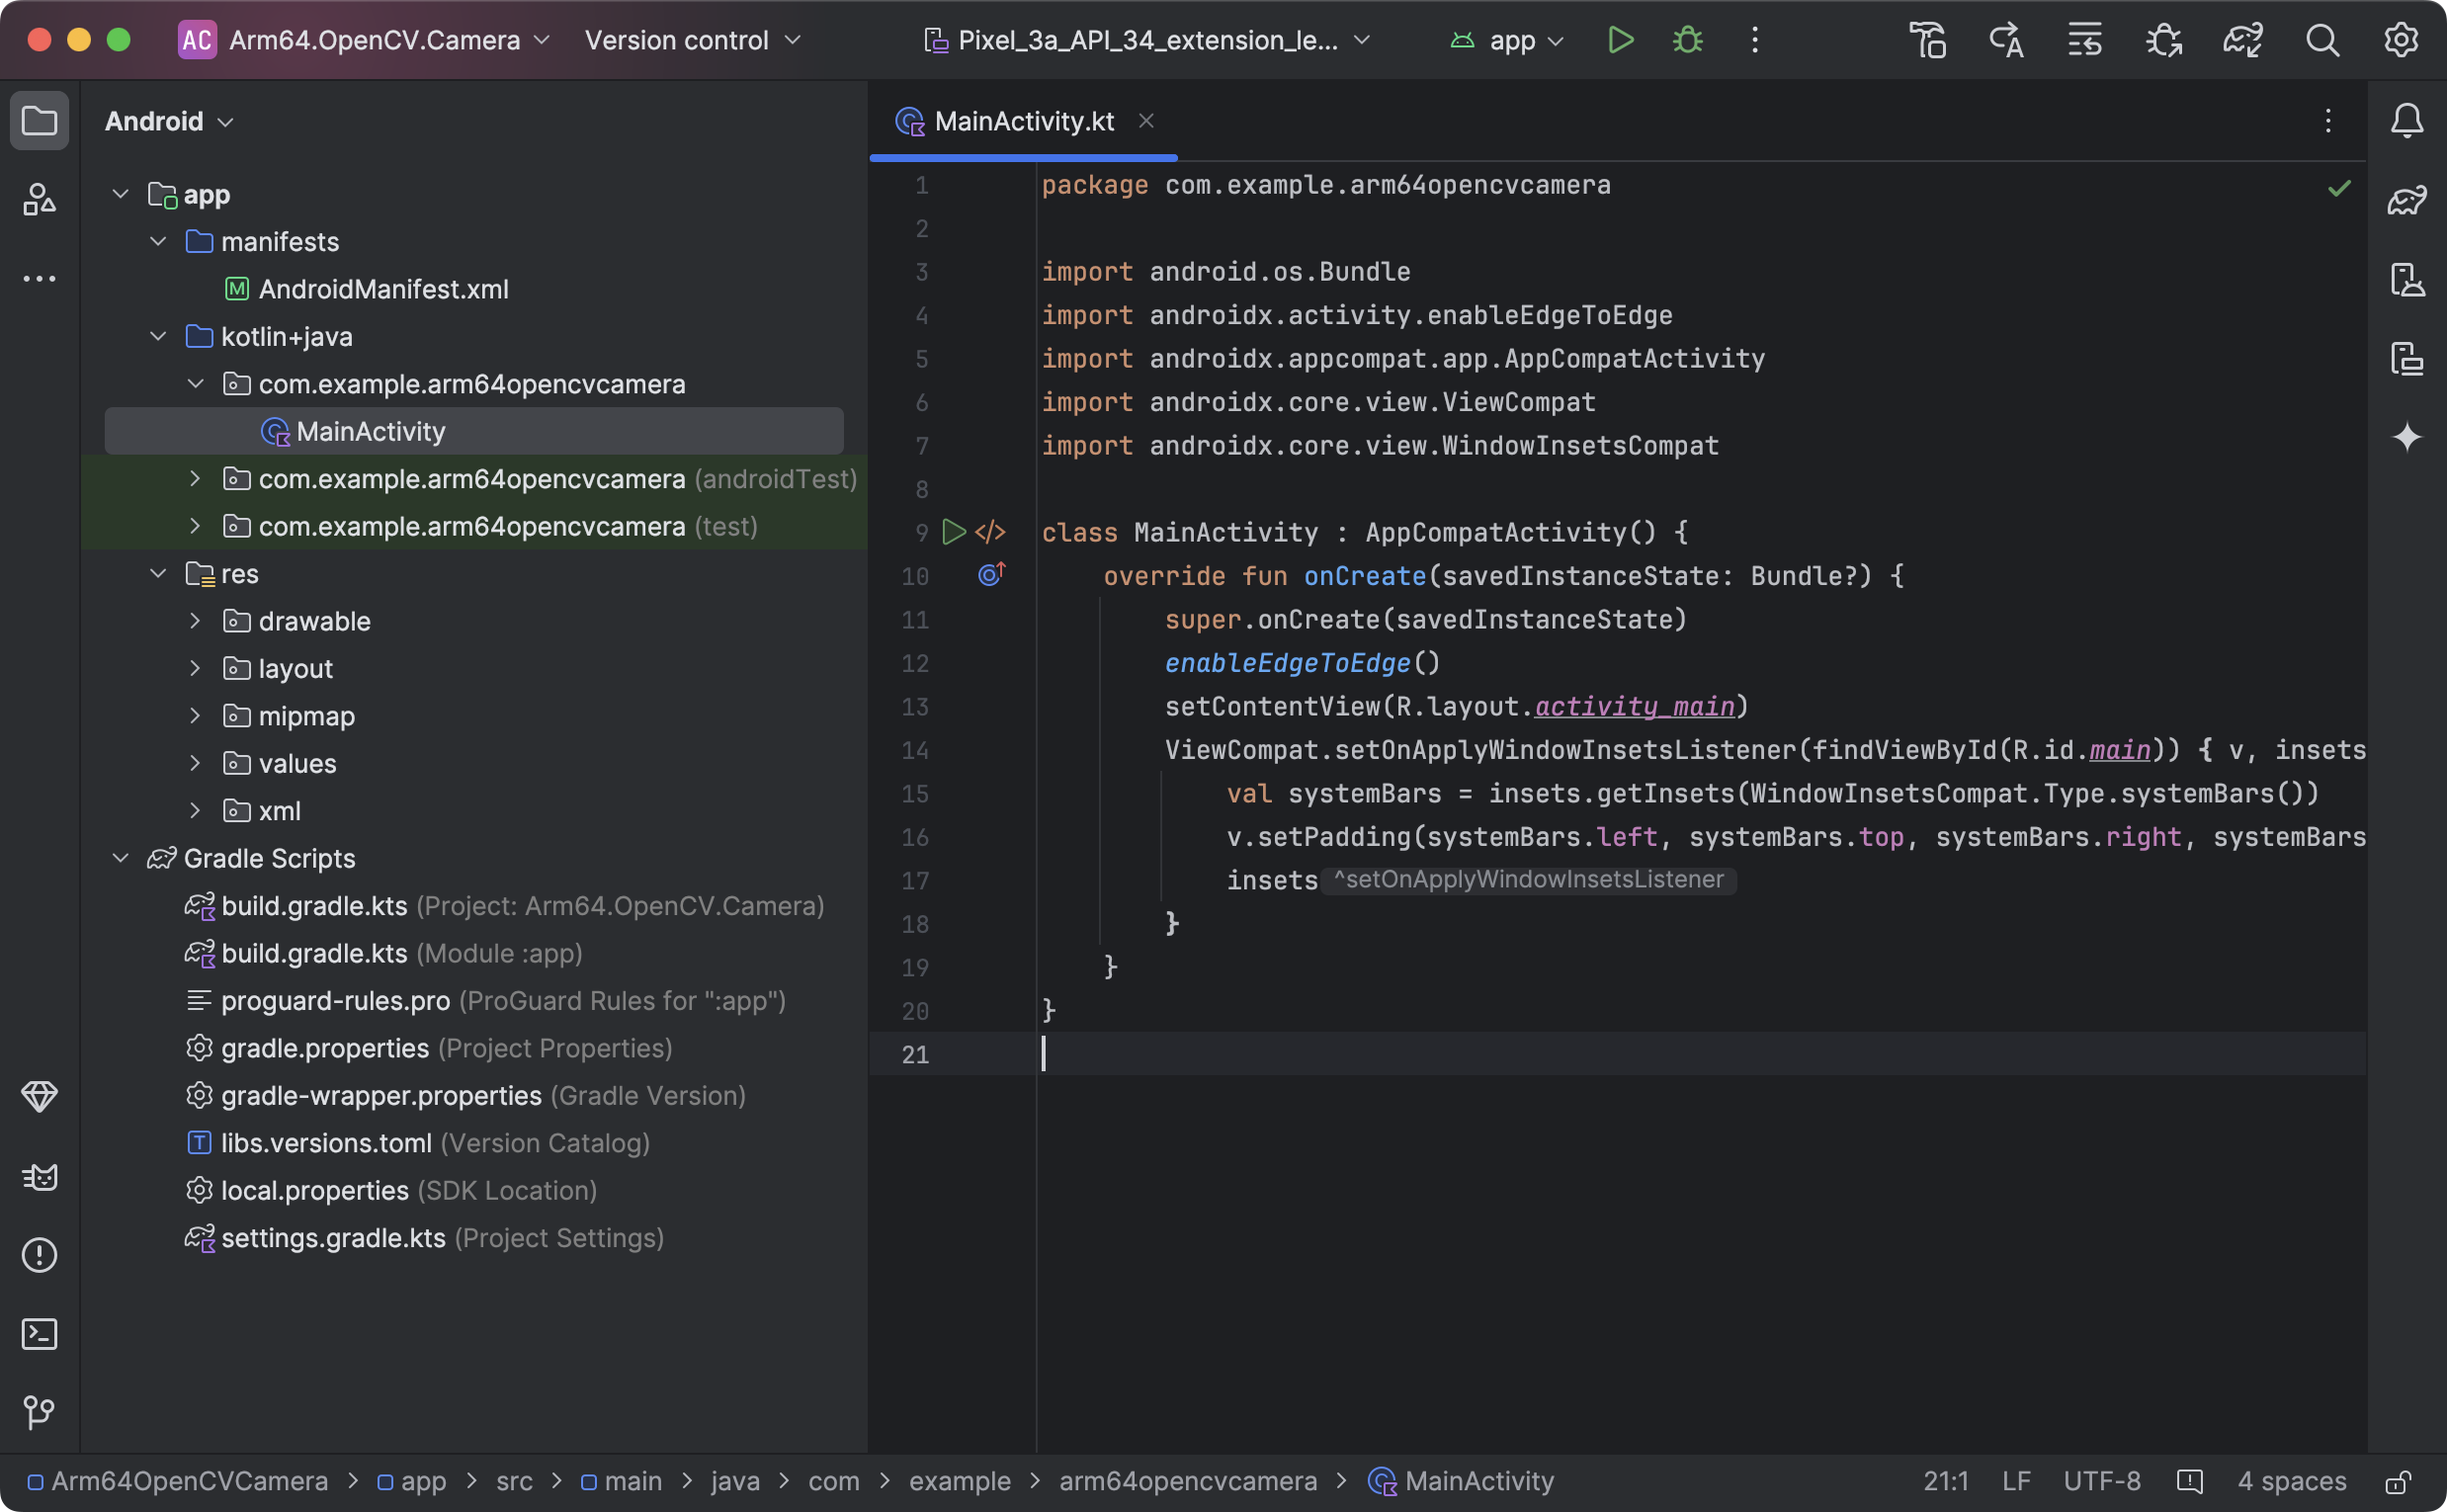 AC Arm64.OpenCV.Camera Version control Pixel_3a_API_34_extension_le... app
Android
app
manifests
AndroidManifest.xml
kotlin+java
com.example.arm64opencvcamera
MainActivity
com.example.arm64opencvcamera (androidTest)
com.example.arm64opencvcamera (test)
res
drawable
layout
mipmap
values
xml
Gradle Scripts
build.gradle.kts (Project: Arm64.OpenCV.Camera)
build.gradle.kts (Module :app)
proguard-rules.pro (ProGuard Rules for ":app")
gradle.properties (Project Properties)
gradle-wrapper.properties (Gradle Version)
libs.versions.toml (Version Catalog)
local.properties (SDK Location)
settings.gradle.kts (Project Settings)
MainActivity.kt
1 package com.example.arm64opencvcamera
2
3 import android.os.Bundle
4 import androidx.activity.enableEdgeToEdge
5 import androidx.appcompat.app.AppCompatActivity
6 import androidx.core.view.ViewCompat
7 import androidx.core.view.WindowInsetsCompat
8
9 class MainActivity : AppCompatActivity() {
10 override fun onCreate(savedInstanceState: Bundle?) {
11 super.onCreate(savedInstanceState)
12 enableEdgeToEdge()
13 setContentView(R.layout.activity_main)
14 ViewCompat.setOnApplyWindowInsetsListener(findViewById(R.id.main)) { v, insets
15 val systemBars = insets.getInsets(WindowInsetsCompat.Type.systemBars())
16 v.setPadding(systemBars.left, systemBars.top, systemBars.right, systemBars
17 insets ^setOnApplyWindowInsetsListener
18 }
19 }
20 }
21
Arm64OpenCVCamera > app > src > main > java > com > example > arm64opencvcamera > MainActivity 21:1 LF UTF-8 4 spaces